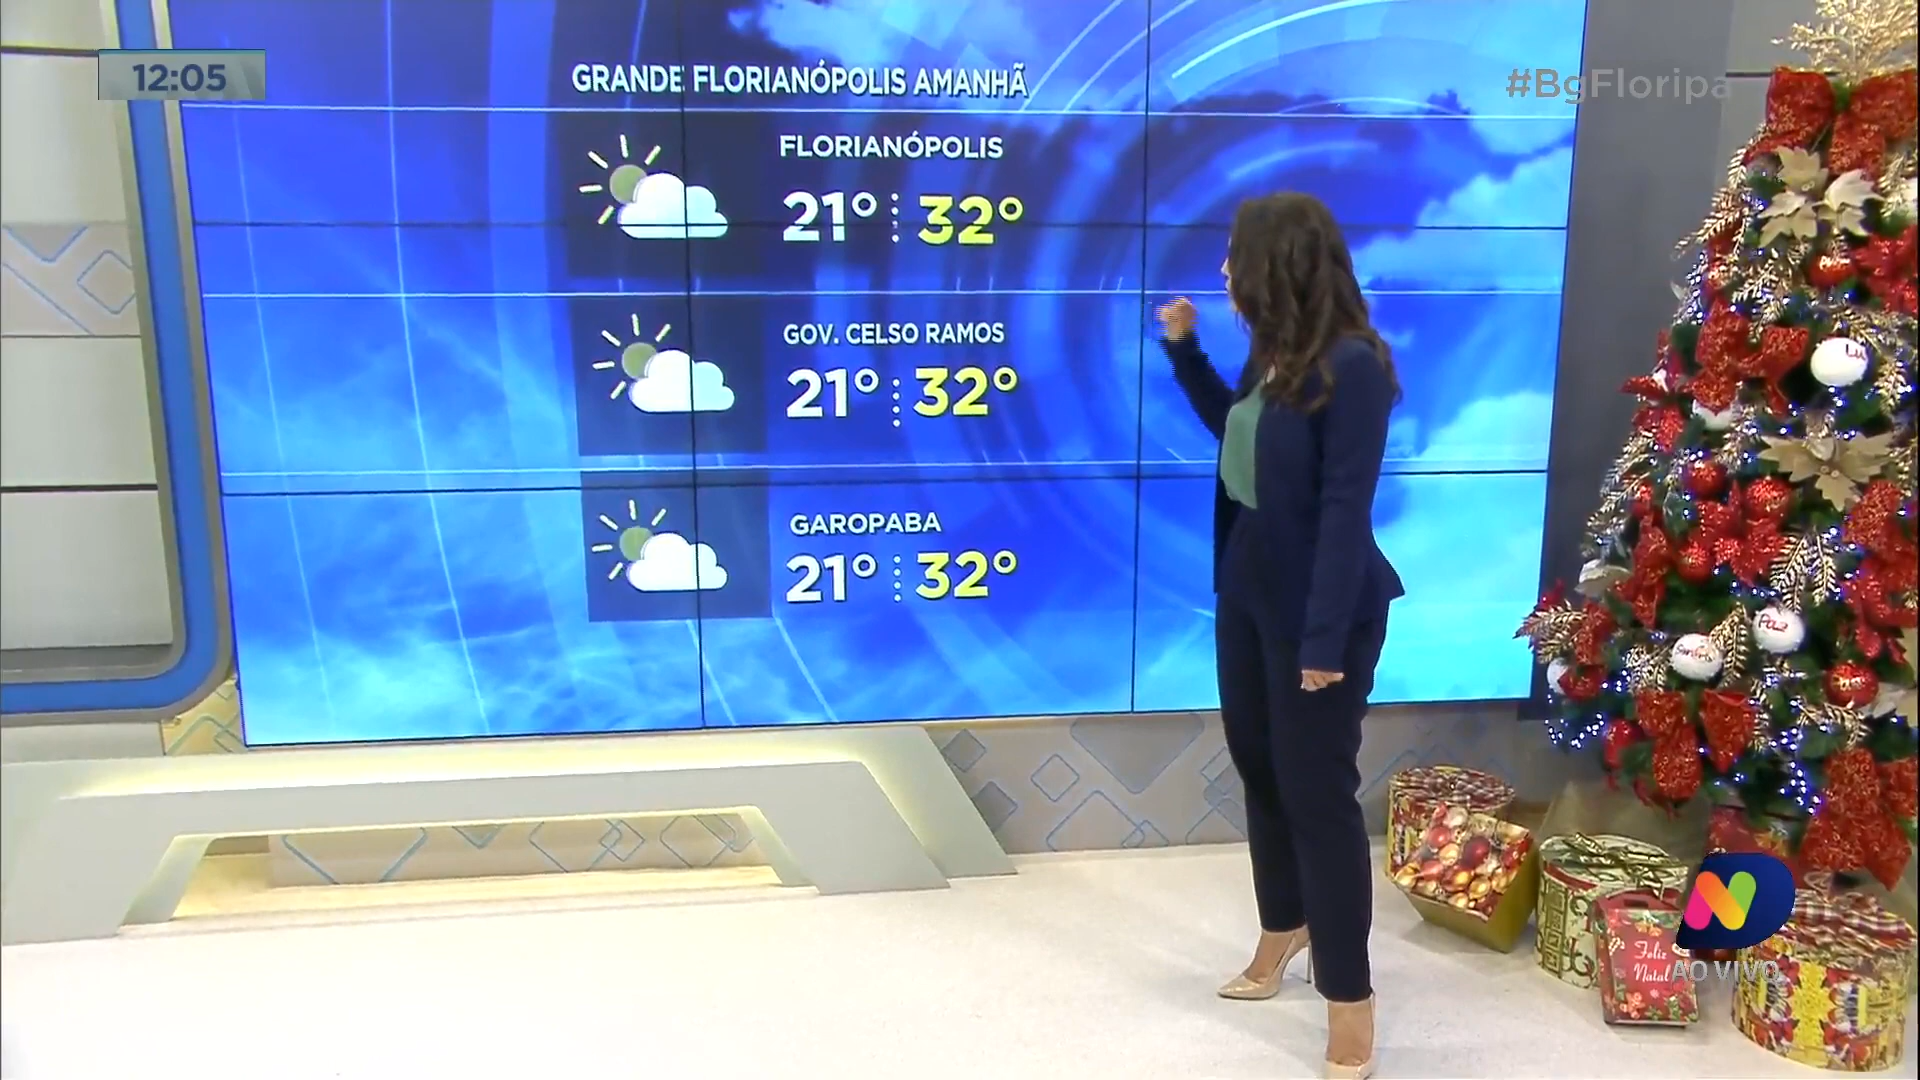 12:05
#BgFloripa
GRANDE FLORIANÓPOLIS AMANHÃ
FLORIANÓPOLIS
21° 32°
GOV. CELSO RAMOS
21° 32°
GAROPABA
21° 32°
Lu
Paz
Feliz
Natal
N
AO VIVO